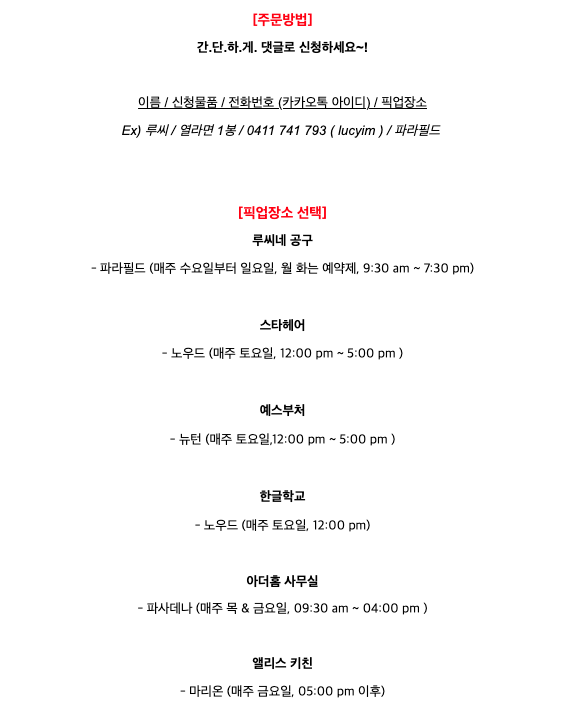 [주문방법]
간.단.하.게. 댓글로 신청하세요~!
이름 / 신청물품 / 전화번호 (카카오톡 아이디) / 픽업장소
Ex) 루씨 / 열라면 1봉 / 0411 741 793 ( lucyim ) / 파라필드
[픽업장소 선택]
루씨네 공구
- 파라필드 (매주 수요일부터 일요일, 월 화는 예약제, 9:30 am ~ 7:30 pm)
스타헤어
- 노우드 (매주 토요일, 12:00 pm ~ 5:00 pm )
예스부처
- 뉴턴 (매주 토요일,12:00 pm ~ 5:00 pm )
한글학교
- 노우드 (매주 토요일, 12:00 pm)
아더홈 사무실
- 파사데나 (매주 목 & 금요일, 09:30 am ~ 04:00 pm )
앨리스 키친
- 마리온 (매주 금요일, 05:00 pm 이후)